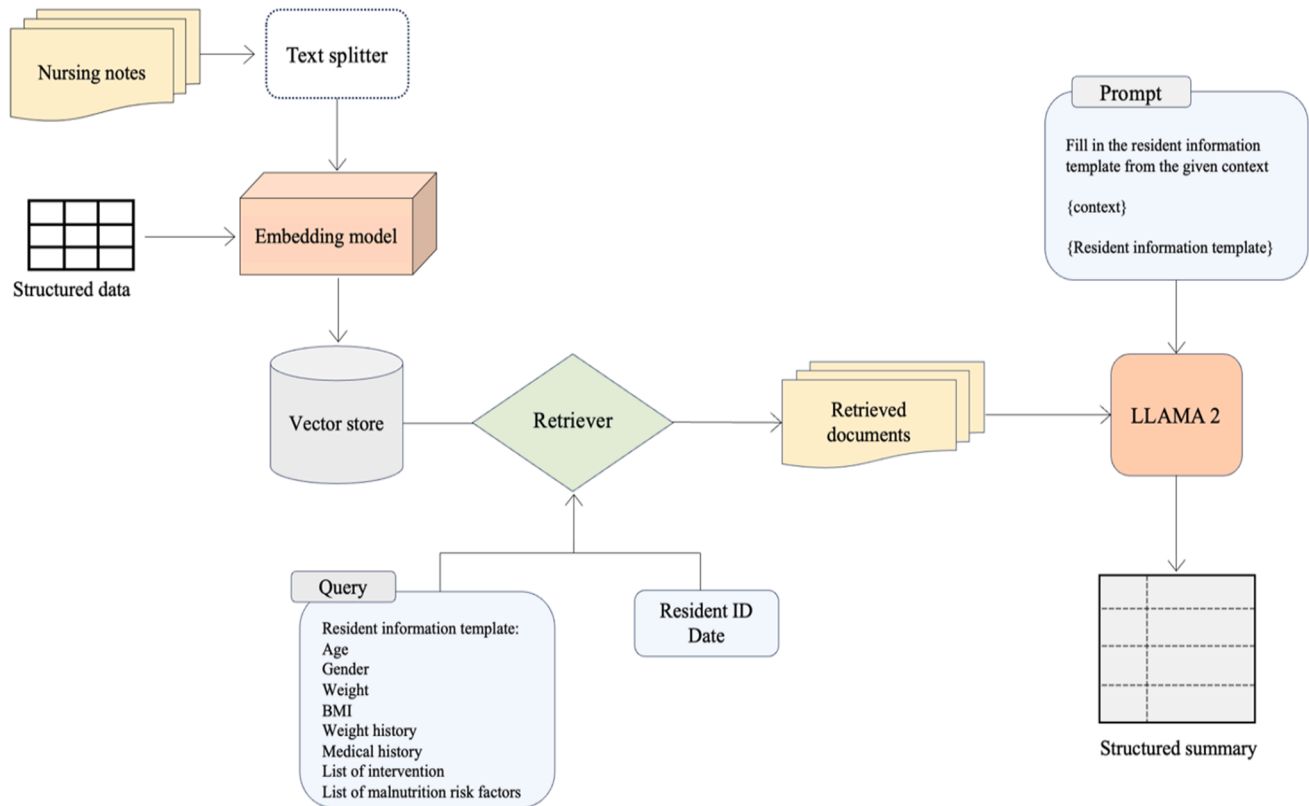 Nursing notes
Text splitter
Prompt
Fill in the resident information
template from the given context
{context}
{Resident information template}
Embedding model
Structured data
Vector store
Retriever
Retrieved
documents
LLAMA 2
Query
Resident information template:
Age
Gender
Weight
BMI
Weight history
Medical history
List of intervention
List of malnutrition risk factors
Resident ID
Date
Structured summary